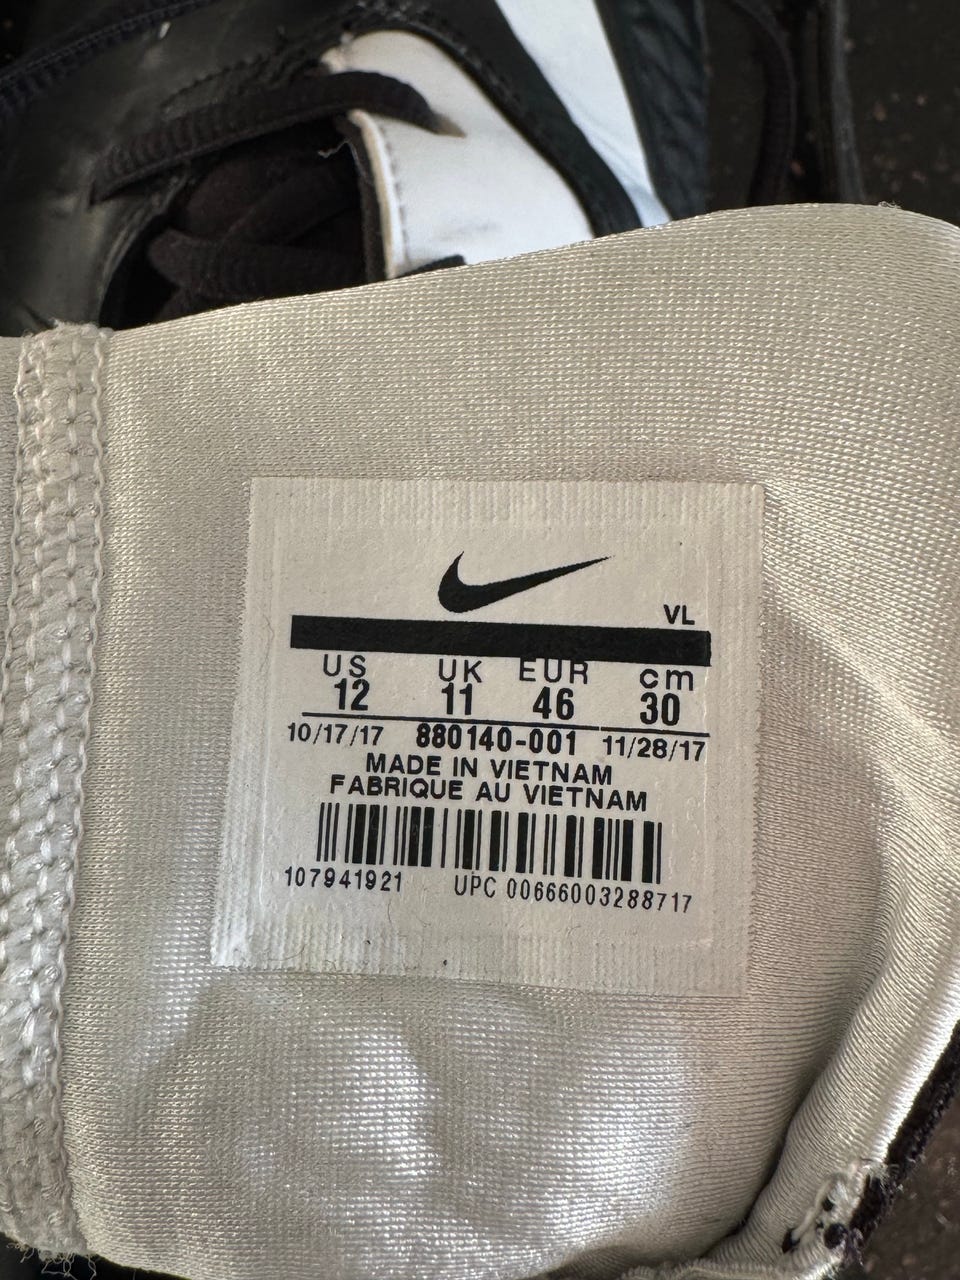 VL
US UK EUR cm
12 11 46 30
10/17/17 880140-001 11/28/17
MADE IN VIETNAM
FABRIQUE AU VIETNAM
107941921 UPC 00666003288717